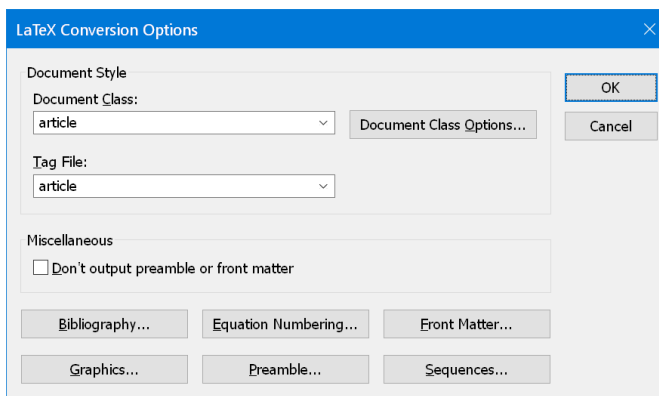 LaTeX Conversion Options
Document Style
Document Class:
article
Document Class Options...
OK
Cancel
Tag File:
article
Miscellaneous
Don't output preamble or front matter
Bibliography... Equation Numbering... Front Matter...
Graphics... Preamble... Sequences...